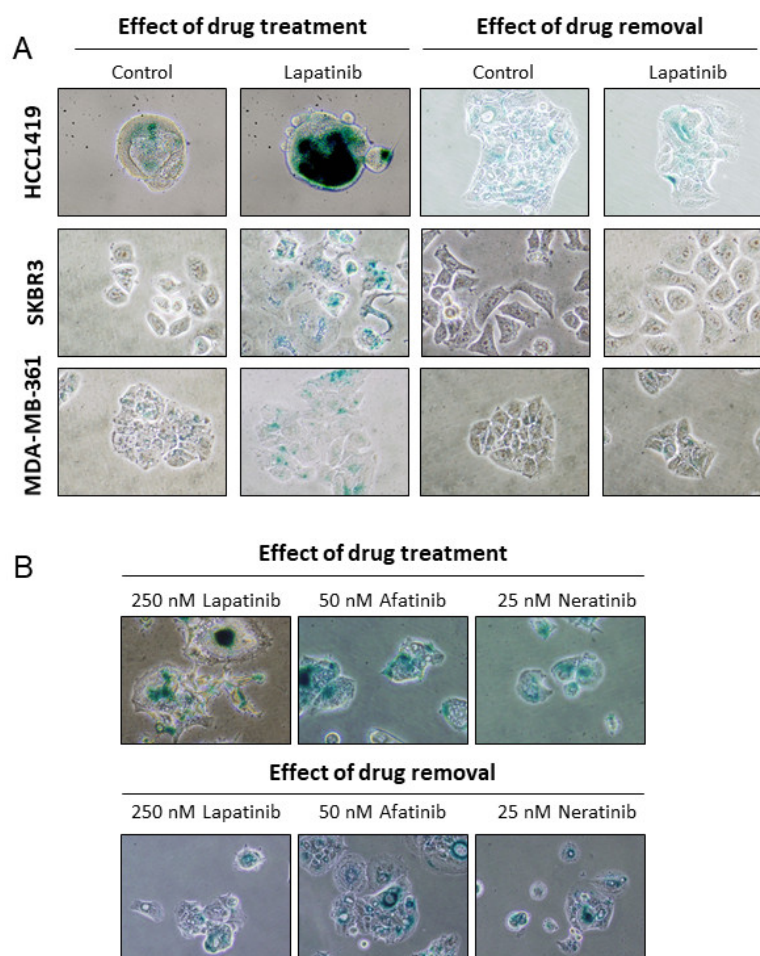 A
Effect of drug treatment
Effect of drug removal
Control
Lapatinib
Control
Lapatinib
HCC1419
SKBR3
MDA-MB-361
B
Effect of drug treatment
250 nM Lapatinib
50 nM Afatinib
25 nM Neratinib
Effect of drug removal
250 nM Lapatinib
50 nM Afatinib
25 nM Neratinib